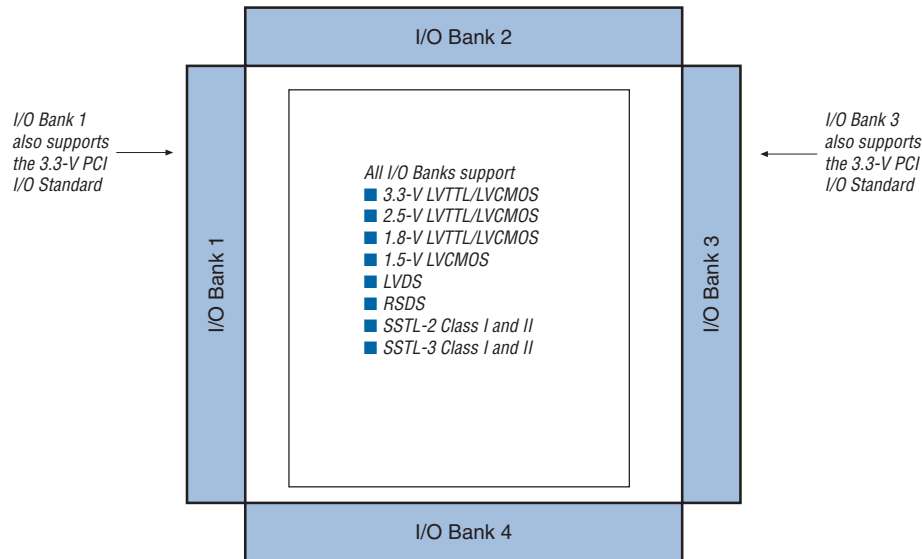 I/O Bank 2
I/O Bank 1
also supports
the 3.3-V PCI
I/O Standard
I/O Bank 3
also supports
the 3.3-V PCI
I/O Standard
All I/O Banks support
■ 3.3-V LVTTL/LVCMOS
■ 2.5-V LVTTL/LVCMOS
■ 1.8-V LVTTL/LVCMOS
■ 1.5-V LVCMOS
■ LVDS
■ RSDS
■ SSTL-2 Class I and II
■ SSTL-3 Class I and II
I/O Bank 1
I/O Bank 3
I/O Bank 4